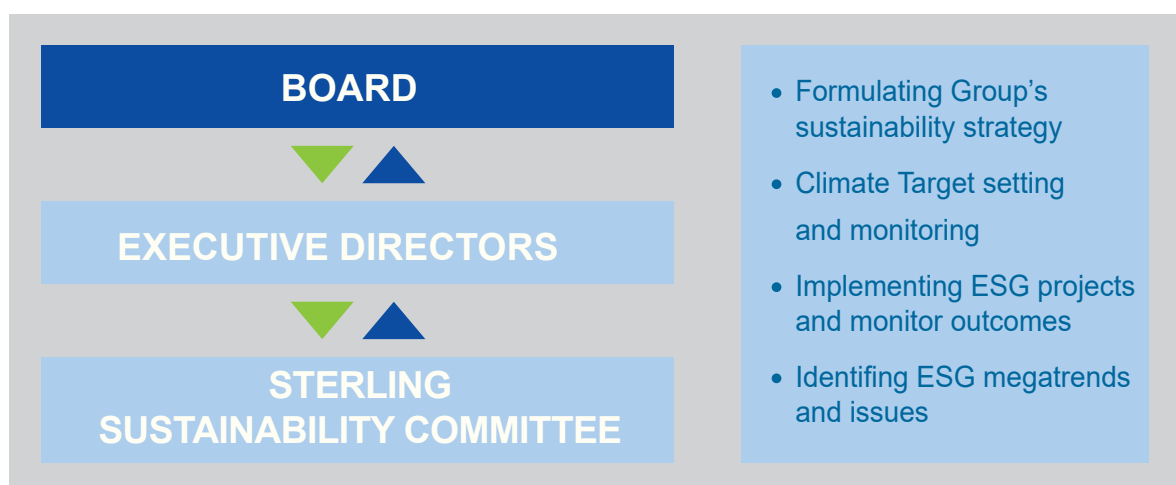 BOARD
EXECUTIVE DIRECTORS
STERLING
SUSTAINABILITY COMMITTEE
• Formulating Group’s
sustainability strategy
• Climate Target setting
and monitoring
• Implementing ESG projects
and monitor outcomes
• Identifing ESG megatrends
and issues